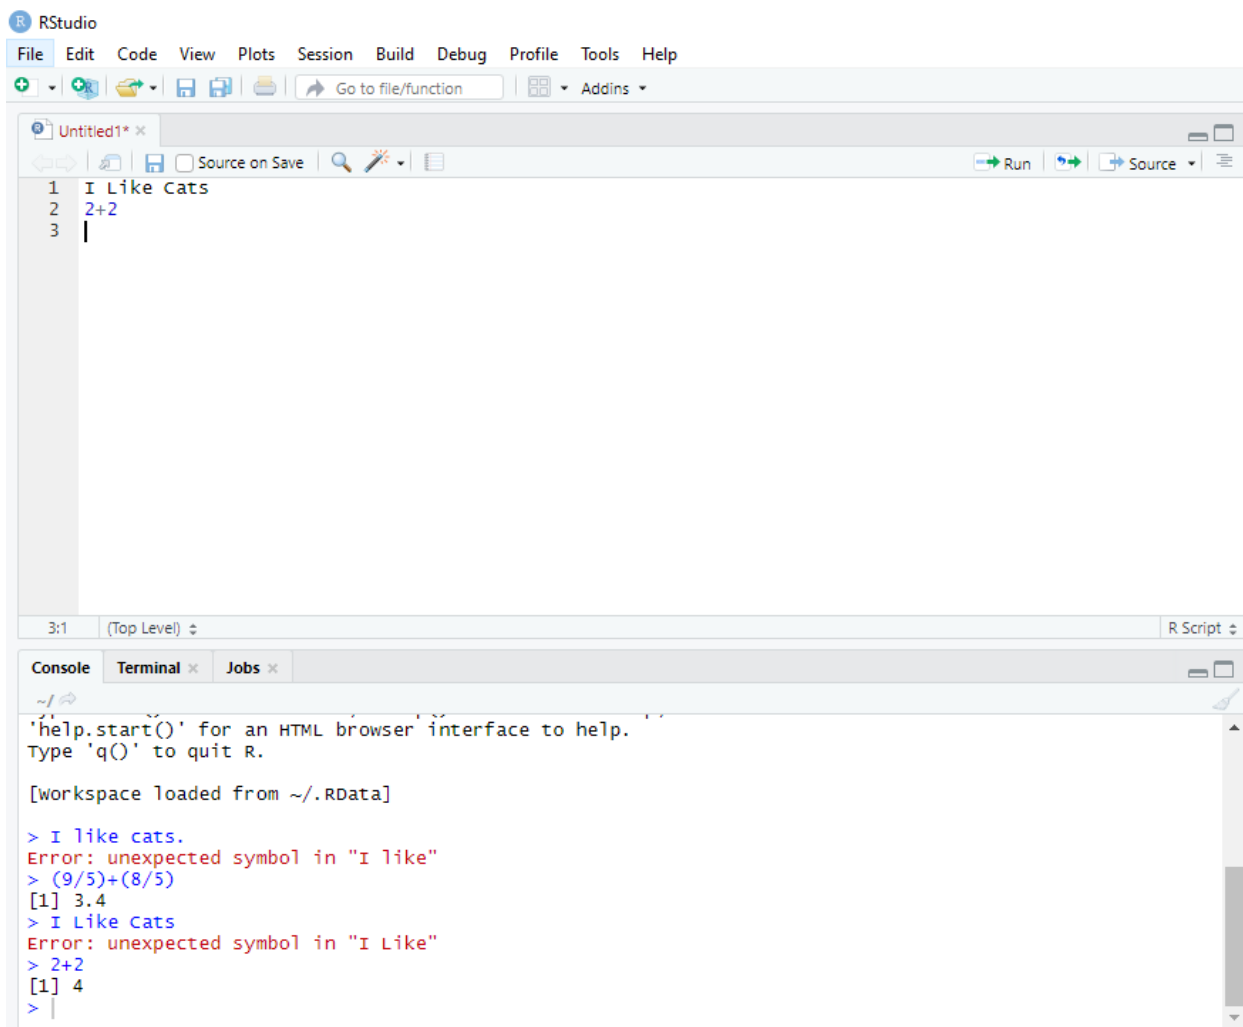 RStudio
File Edit Code View Plots Session Build Debug Profile Tools Help
Go to file/function Addins
Untitled1*
Source on Save Run Source
1 I Like Cats
2 2+2
3
3:1 (Top Level) R Script
Console Terminal Jobs
~/
'help.start()' for an HTML browser interface to help.
Type 'q()' to quit R.
[Workspace loaded from ~/.RData]
> I like cats.
Error: unexpected symbol in "I like"
> (9/5)+(8/5)
[1] 3.4
> I Like Cats
Error: unexpected symbol in "I Like"
> 2+2
[1] 4
>